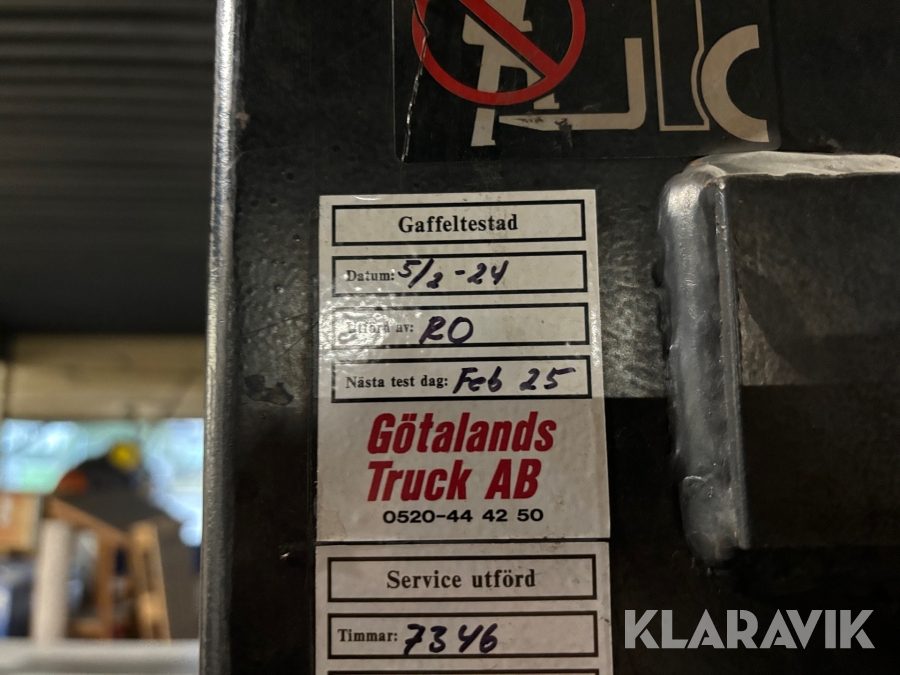 Gaffeltestad
Datum: 5/2-24
Utförd av: RO
Nästa test dag: Feb 25
Götalands
Truck AB
0520-44 42 50
Service utförd
Timmar: 7346
KLARAVIK